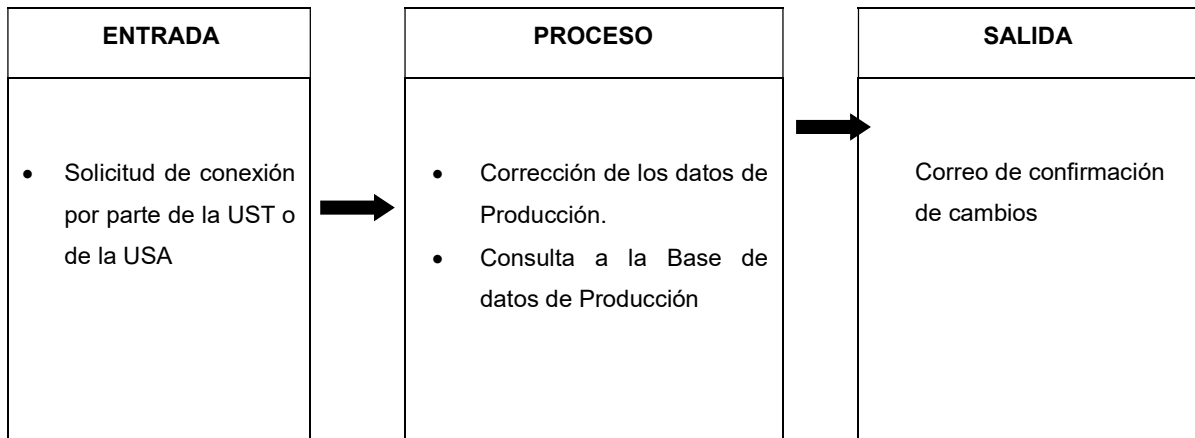 ENTRADA
• Solicitud de conexión
por parte de la UST o
de la USA
PROCESO
• Corrección de los datos de
Producción.
• Consulta a la Base de
datos de Producción
SALIDA
Correo de confirmación
de cambios